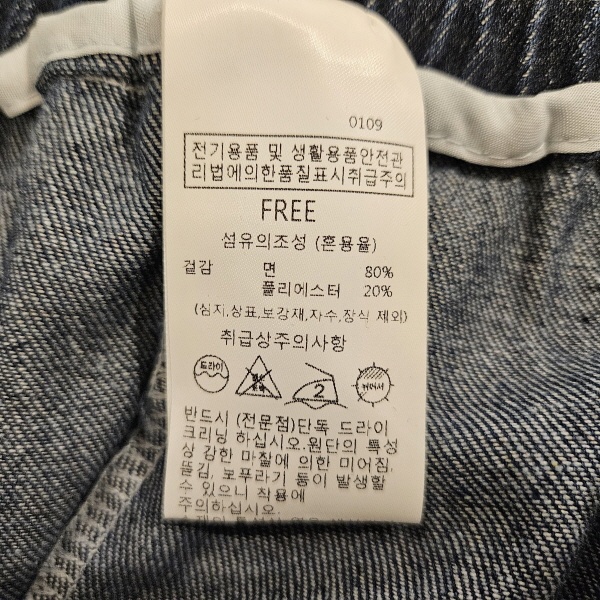 0109
전기용품 및 생활용품안전관
리법에의한품질표시취급주의
FREE
섬유의조성 (혼용율)
겉감 면 80%
폴리에스터 20%
(심지,상표,보강재,자수,장식 제외)
취급상주의사항
드라이
2
반드시 (전문점)단독 드라이
크리닝 하십시오.원단의 특성
상 강한 마찰에 의한 미어짐,
뜯김, 보푸라기 등이 발생할
수 있으니 착용에
주의하십시오.